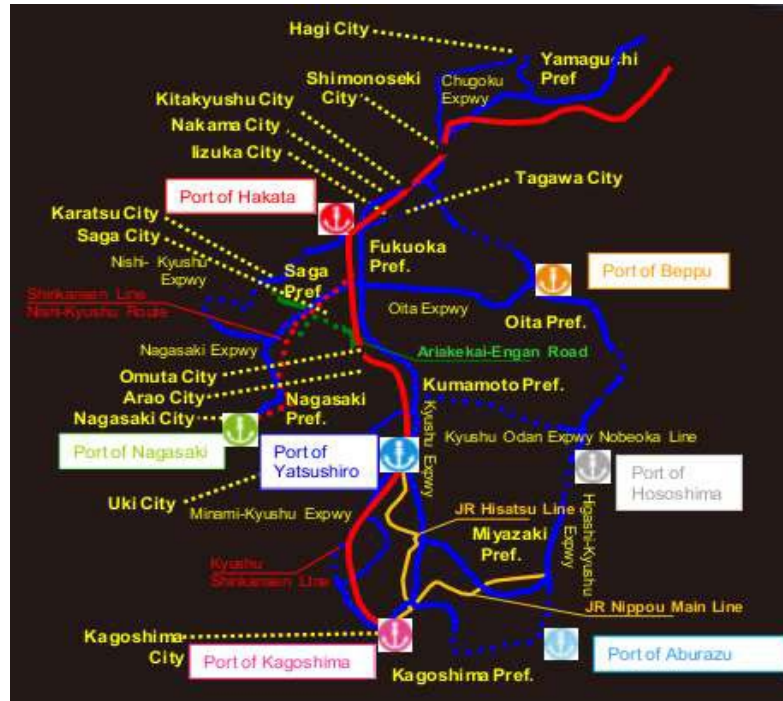 Hagi City
Yamaguchi
Pref
Shimonoseki
City
Chugoku
Expwy
Kitakyushu City
Nakama City
Iizuka City
Tagawa City
Port of Hakata
Karatsu City
Saga City
Nishi- Kyushu
Expwy
Saga
Pref
Fukuoka
Pref.
Port of Beppu
Shinkansen Line
Nishi-Kyushu Route
Oita Expwy
Oita Pref.
Nagasaki Expwy
Ariakekai-Engan Road
Omuta City
Arao City
Kumamoto Pref.
Nagasaki City
Nagasaki
Pref.
Kyushu Expwy
Kyushu Odan Expwy Nobeoka Line
Port of Nagasaki
Port of
Yatsushiro
Port of
Hososhima
Uki City
Minami-Kyushu Expwy
JR Hisatsu Line
Miyazaki
Pref.
Higashi-Kyushu
Expwy
Kyushu
Shinkansen Line
JR Nippou Main Line
Kagoshima
City
Port of Kagoshima
Port of Aburazu
Kagoshima Pref.